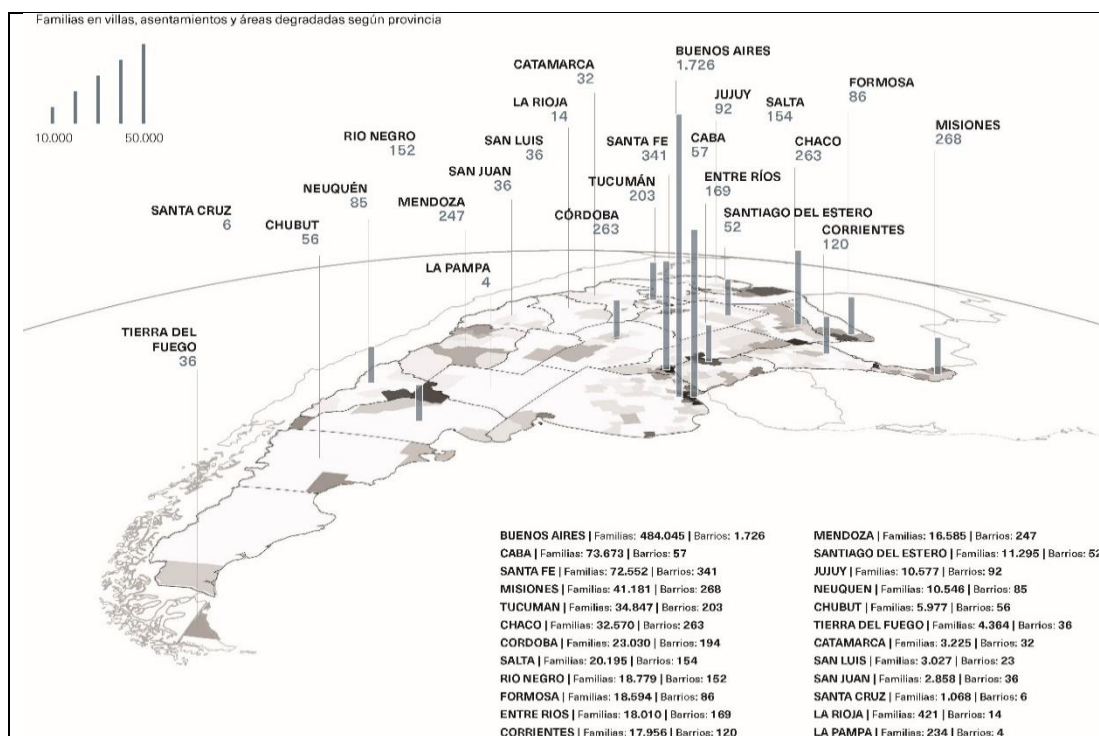 Familias en villas, asentamientos y áreas degradadas según provincia
10.000
50.000
BUENOS AIRES
1.726
CATAMARCA
32
FORMOSA
86
JUJUY
92
SALTA
154
LA RIOJA
14
MISIONES
268
RIO NEGRO
152
SAN LUIS
36
SANTA FE
341
CABA
57
CHACO
263
SAN JUAN
36
TUCUMÁN
203
ENTRE RÍOS
169
NEUQUÉN
85
MENDOZA
247
SANTA CRUZ
6
CHUBUT
56
CÓRDOBA
263
SANTIAGO DEL ESTERO
52
CORRIENTES
120
LA PAMPA
4
TIERRA DEL
FUEGO
36
BUENOS AIRES | Familias: 484.045 | Barrios: 1.726
CABA | Familias: 73.673 | Barrios: 57
SANTA FE | Familias: 72.552 | Barrios: 341
MISIONES | Familias: 41.181 | Barrios: 268
TUCUMAN | Familias: 34.847 | Barrios: 203
CHACO | Familias: 32.570 | Barrios: 263
CORDOBA | Familias: 23.030 | Barrios: 194
SALTA | Familias: 20.195 | Barrios: 154
RIO NEGRO | Familias: 18.779 | Barrios: 152
FORMOSA | Familias: 18.594 | Barrios: 86
ENTRE RIOS | Familias: 18.010 | Barrios: 169
CORRIENTES | Familias: 17.956 | Barrios: 120
MENDOZA | Familias: 16.585 | Barrios: 247
SANTIAGO DEL ESTERO | Familias: 11.295 | Barrios: 52
JUJUY | Familias: 10.577 | Barrios: 92
NEUQUEN | Familias: 10.546 | Barrios: 85
CHUBUT | Familias: 5.977 | Barrios: 56
TIERRA DEL FUEGO | Familias: 4.364 | Barrios: 36
CATAMARCA | Familias: 3.225 | Barrios: 32
SAN LUIS | Familias: 3.027 | Barrios: 23
SAN JUAN | Familias: 2.858 | Barrios: 36
SANTA CRUZ | Familias: 1.068 | Barrios: 6
LA RIOJA | Familias: 421 | Barrios: 14
LA PAMPA | Familias: 234 | Barrios: 4